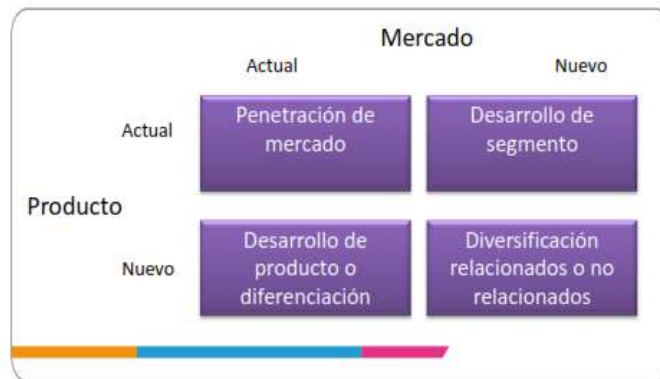 Mercado
Actual
Nuevo
Actual
Penetración de
mercado
Desarrollo de
segmento
Producto
Nuevo
Desarrollo de
producto o
diferenciación
Diversificación
relacionados o no
relacionados